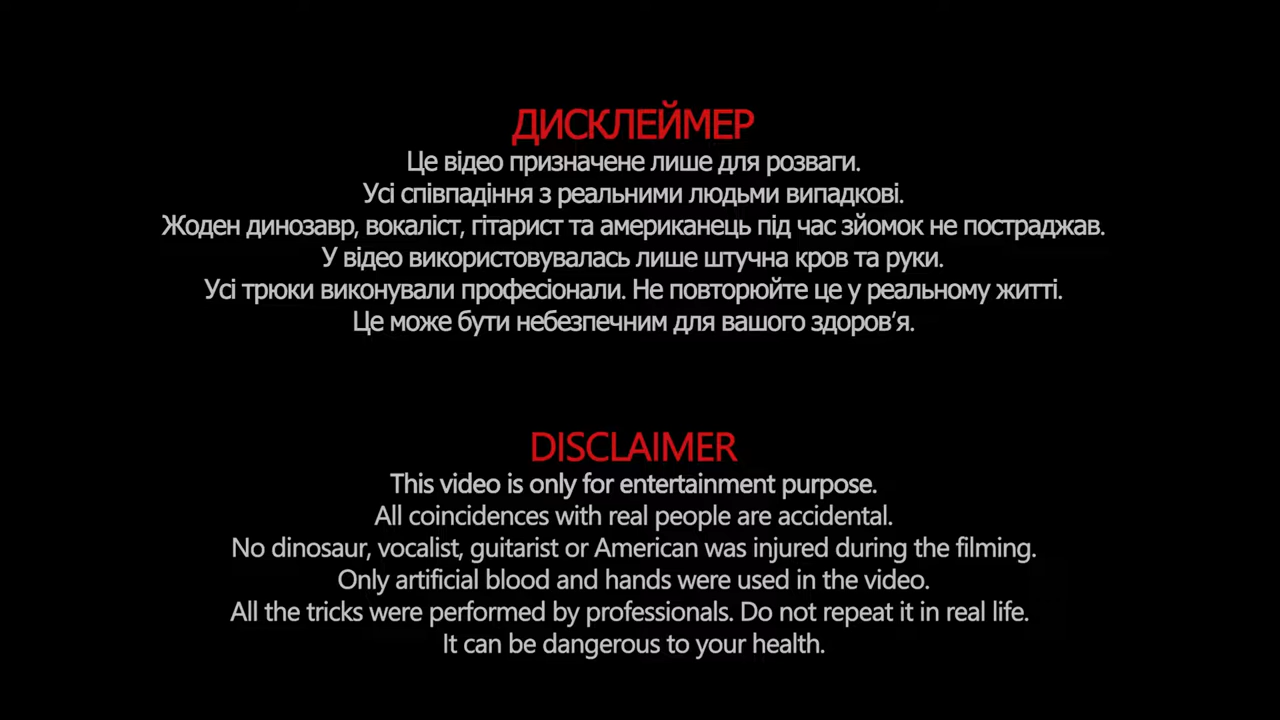 ДИСКЛЕЙМЕР
Це відео призначене лише для розваги.
Усі співпадіння з реальними людьми випадкові.
Жоден динозавр, вокаліст, гітарист та американець під час зйомок не постраджав.
У відео використовувалась лише штучна кров та руки.
Усі трюки виконували професіонали. Не повторюйте це у реальному житті.
Це може бути небезпечним для вашого здоров’я.
DISCLAIMER
This video is only for entertainment purpose.
All coincidences with real people are accidental.
No dinosaur, vocalist, guitarist or American was injured during the filming.
Only artificial blood and hands were used in the video.
All the tricks were performed by professionals. Do not repeat it in real life.
It can be dangerous to your health.